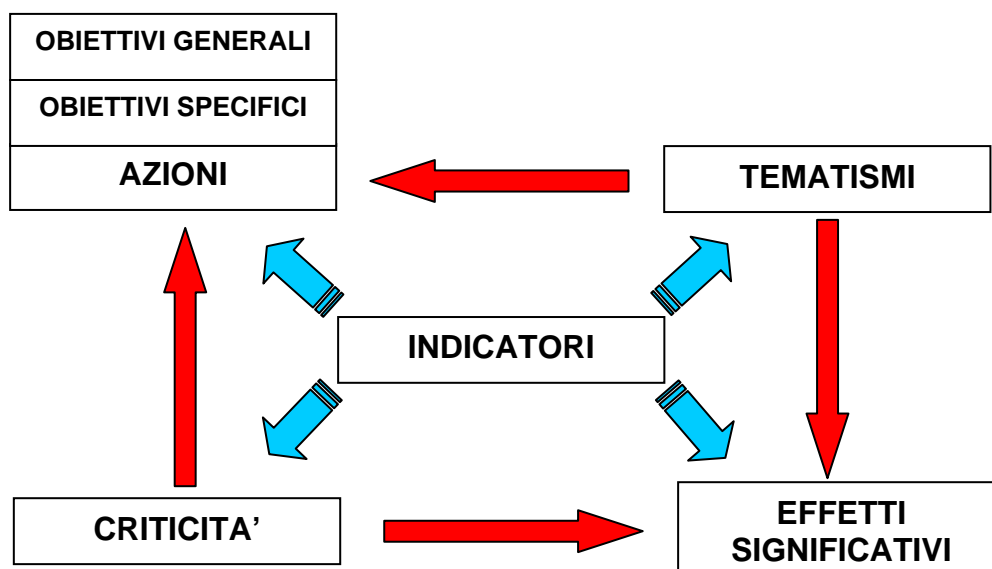 OBIETTIVI GENERALI
OBIETTIVI SPECIFICI
AZIONI
TEMATISMI
INDICATORI
CRITICITA’
EFFETTI
SIGNIFICATIVI